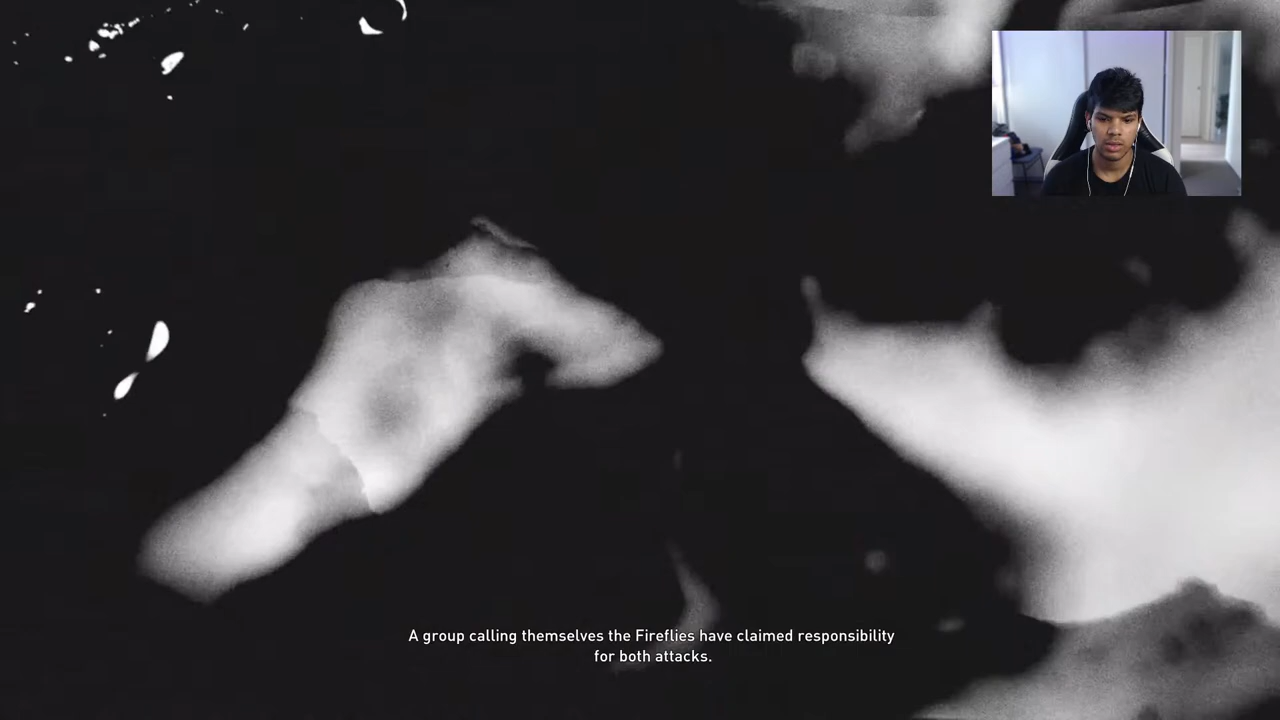 A group calling themselves the Fireflies have claimed responsibility
for both attacks.